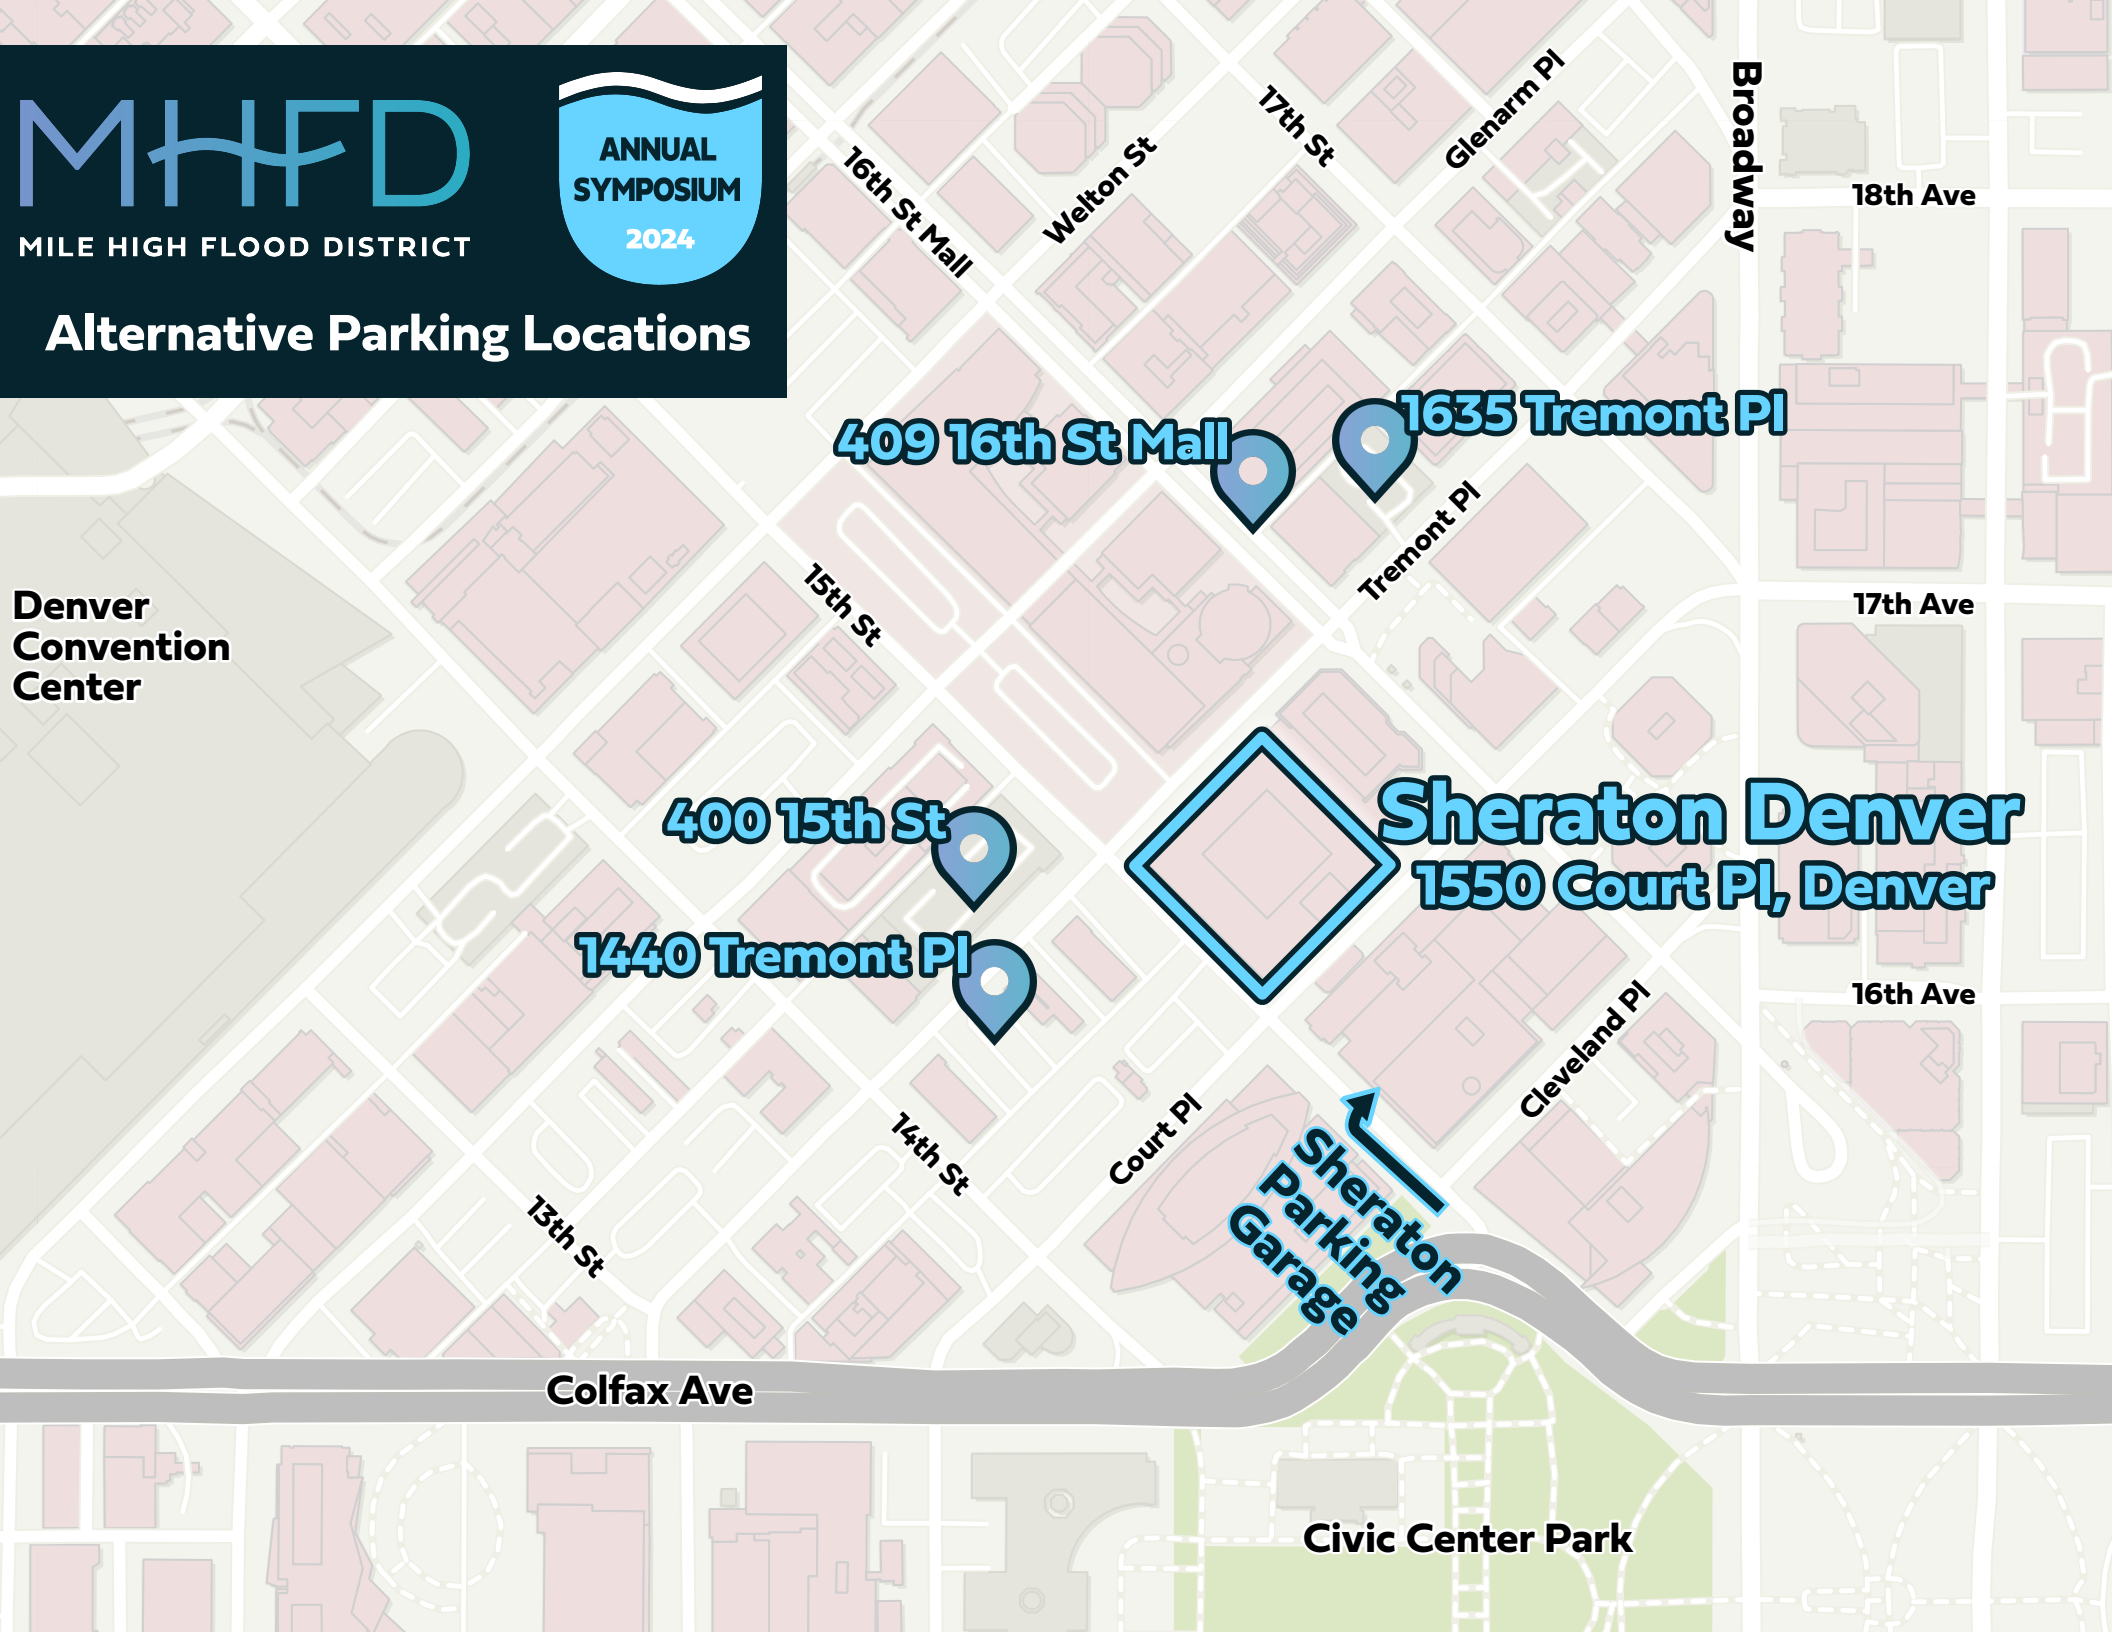 MHFD
MILE HIGH FLOOD DISTRICT
ANNUAL
SYMPOSIUM
2024
Alternative Parking Locations
Broadway
Glenarm Pl
17th St
Welton St
16th St Mall
18th Ave
1635 Tremont Pl
409 16th St Mall
Tremont Pl
15th St
17th Ave
Denver
Convention
Center
Sheraton Denver
1550 Court Pl, Denver
400 15th St
1440 Tremont Pl
16th Ave
Cleveland Pl
Court Pl
14th St
13th St
Sheraton
Parking
Garage
Colfax Ave
Civic Center Park